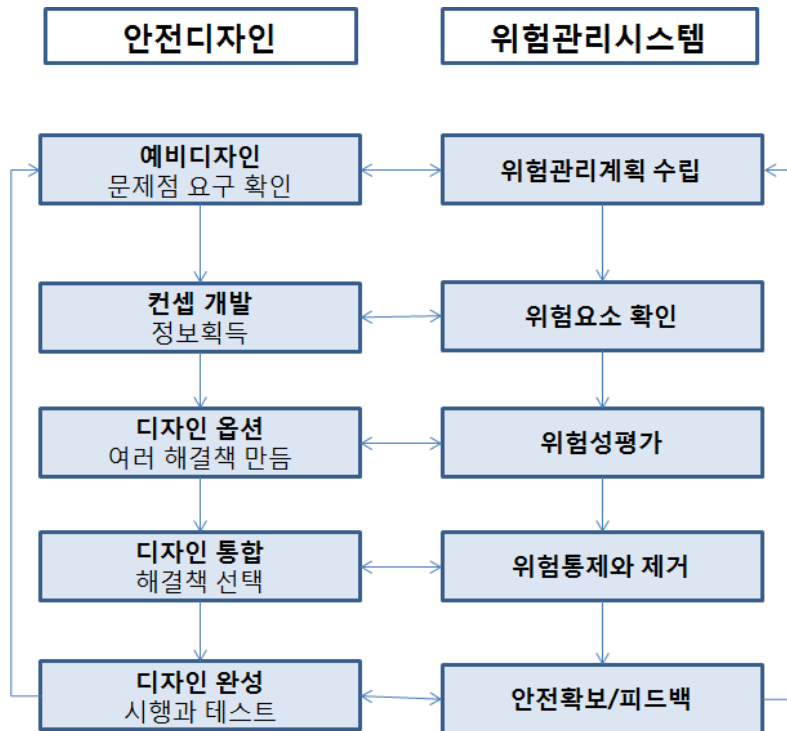 안전디자인
위험관리시스템
예비디자인
문제점 요구 확인
위험관리계획 수립
컨셉 개발
정보획득
위험요소 확인
디자인 옵션
여러 해결책 만듬
위험성평가
디자인 통합
해결책 선택
위험통제와 제거
디자인 완성
시행과 테스트
안전확보/피드백